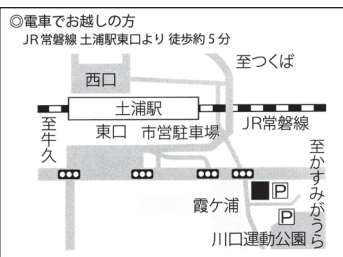 ◎電車でお越しの方
JR常磐線 土浦駅東口より 徒歩約5分
至つくば
西口
土浦駅
至牛久
東口
市営駐車場
JR常磐線
至かすみがうら
霞ケ浦
P
P
川口運動公園